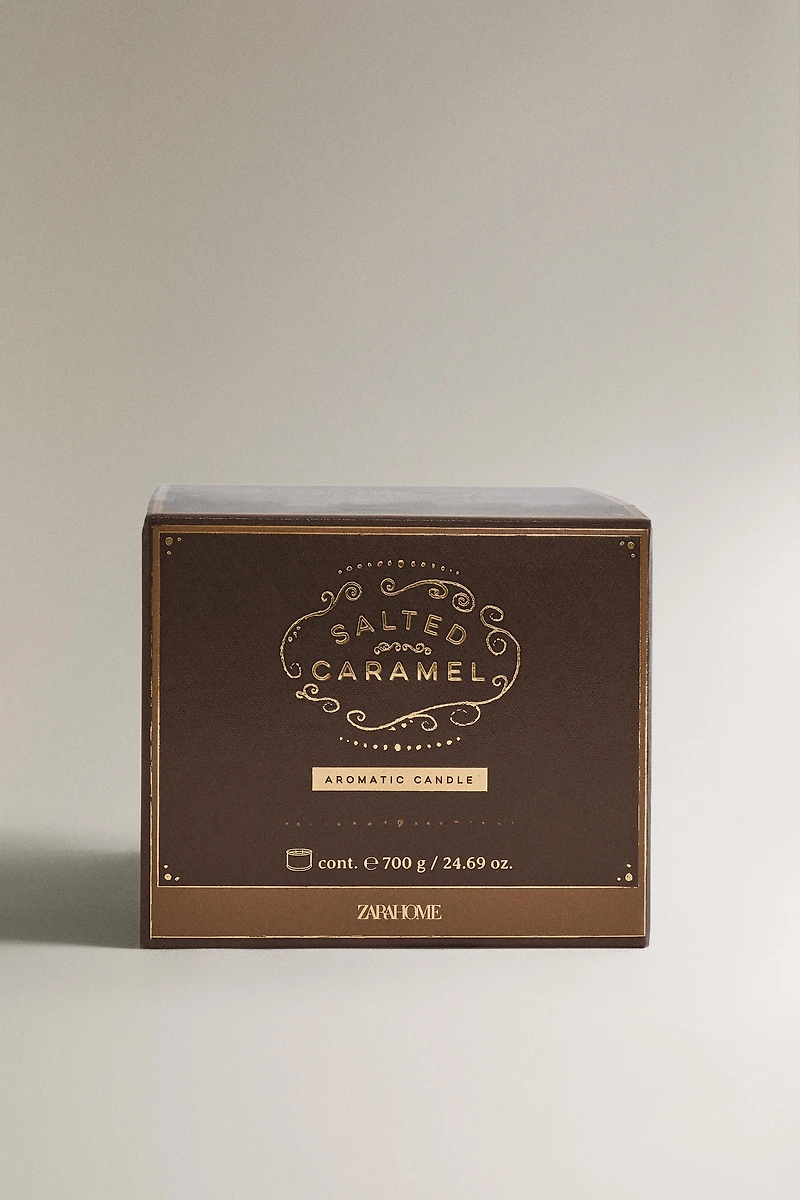 SALTED
CARAMEL
AROMATIC CANDLE
cont. ℮ 700 g / 24.69 oz.
ZARAHOME